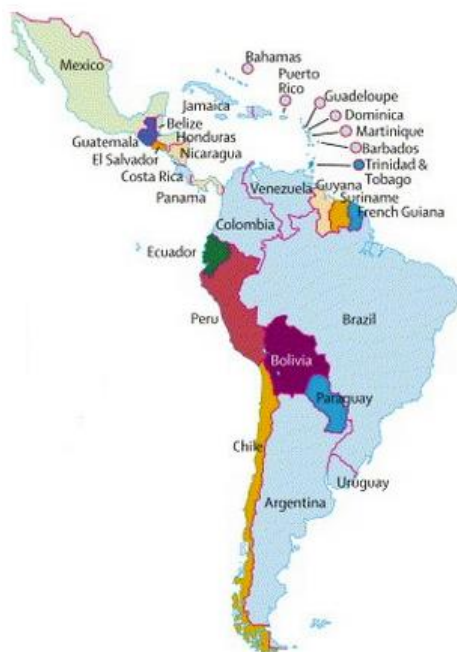 Mexico
Bahamas
Puerto
Rico
Jamaica
Guadeloupe
Dominica
Martinique
Barbados
Trinidad &
Tobago
Belize
Guatemala
Honduras
El Salvador
Nicaragua
Costa Rica
Panama
Venezuela
Guyana
Suriname
French Guiana
Colombia
Ecuador
Peru
Brazil
Bolivia
Paraguay
Chile
Uruguay
Argentina